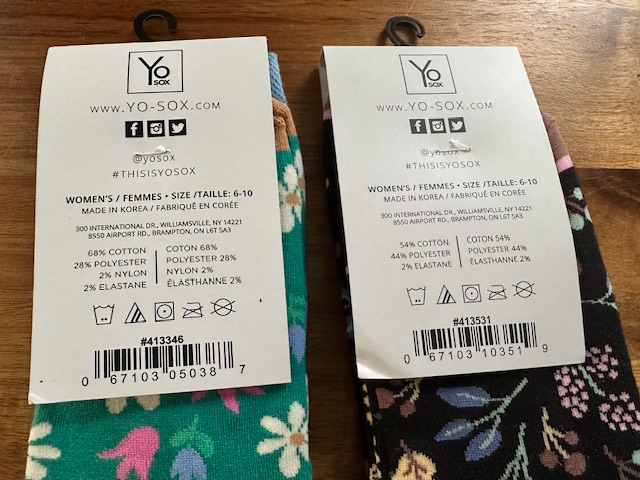 Yo
SOX
WWW.YO-SOX.COM
@yosox
#THISISYOSOX
WOMEN'S / FEMMES • SIZE /TAILLE: 6-10
MADE IN KOREA / FABRIQUÉ EN CORÉE
300 INTERNATIONAL DR., WILLIAMSVILLE, NY 14221
8550 AIRPORT RD., BRAMPTON, ON L6T 5A3
68% COTTON
28% POLYESTER
2% NYLON
2% ELASTANE
COTON 68%
POLYESTER 28%
NYLON 2%
ÉLASTHANNE 2%
#413346
0 67103 05038 7
Yo
SOX
WWW.YO-SOX.COM
@yosox
#THISISYOSOX
WOMEN'S / FEMMES • SIZE /TAILLE: 6-10
MADE IN KOREA / FABRIQUÉ EN CORÉE
300 INTERNATIONAL DR., WILLIAMSVILLE, NY 14221
8550 AIRPORT RD., BRAMPTON, ON L6T 5A3
54% COTTON
44% POLYESTER
2% ELASTANE
COTON 54%
POLYESTER 44%
ÉLASTHANNE 2%
#413531
0 67103 10351 9